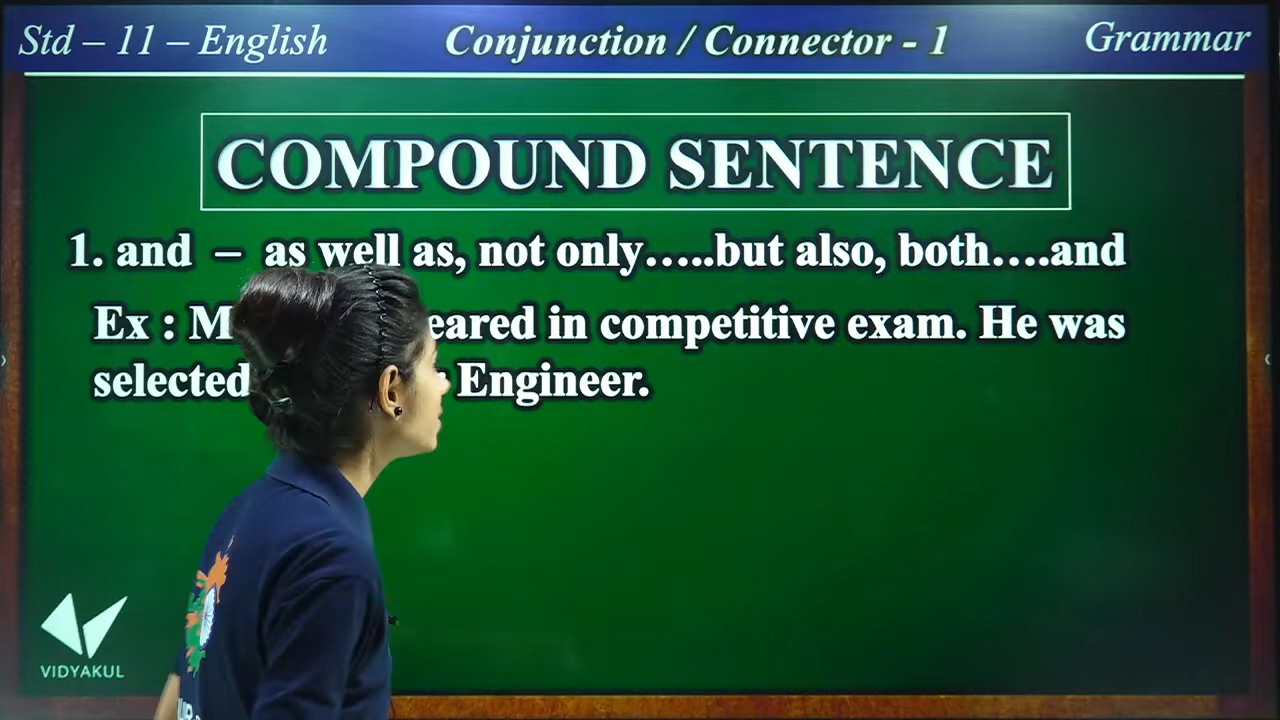 Std – 11 – English
Conjunction / Connector - 1
Grammar
COMPOUND SENTENCE
1. and – as well as, not only.....but also, both....and
Ex : in competitive exam. He was
selected Engineer.
VIDYAKUL